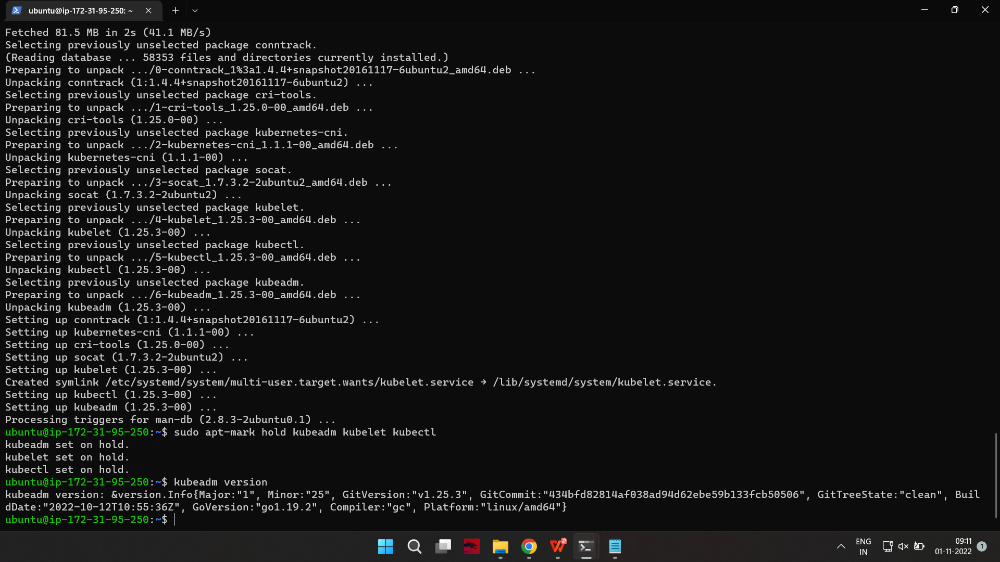 ubuntu@ip-172-31-95-250: ~
Fetched 81.5 MB in 2s (41.1 MB/s)
Selecting previously unselected package conntrack.
(Reading database ... 58353 files and directories currently installed.)
Preparing to unpack .../0-conntrack_1%3a1.4.4+snapshot20161117-6ubuntu2_amd64.deb ...
Unpacking conntrack (1:1.4.4+snapshot20161117-6ubuntu2) ...
Selecting previously unselected package cri-tools.
Preparing to unpack .../1-cri-tools_1.25.0-00_amd64.deb ...
Unpacking cri-tools (1.25.0-00) ...
Selecting previously unselected package kubernetes-cni.
Preparing to unpack .../2-kubernetes-cni_1.1.1-00_amd64.deb ...
Unpacking kubernetes-cni (1.1.1-00) ...
Selecting previously unselected package socat.
Preparing to unpack .../3-socat_1.7.3.2-2ubuntu2_amd64.deb ...
Unpacking socat (1.7.3.2-2ubuntu2) ...
Selecting previously unselected package kubelet.
Preparing to unpack .../4-kubelet_1.25.3-00_amd64.deb ...
Unpacking kubelet (1.25.3-00) ...
Selecting previously unselected package kubectl.
Preparing to unpack .../5-kubectl_1.25.3-00_amd64.deb ...
Unpacking kubectl (1.25.3-00) ...
Selecting previously unselected package kubeadm.
Preparing to unpack .../6-kubeadm_1.25.3-00_amd64.deb ...
Unpacking kubeadm (1.25.3-00) ...
Setting up conntrack (1:1.4.4+snapshot20161117-6ubuntu2) ...
Setting up kubernetes-cni (1.1.1-00) ...
Setting up cri-tools (1.25.0-00) ...
Setting up socat (1.7.3.2-2ubuntu2) ...
Setting up kubelet (1.25.3-00) ...
Created symlink /etc/systemd/system/multi-user.target.wants/kubelet.service → /lib/systemd/system/kubelet.service.
Setting up kubectl (1.25.3-00) ...
Setting up kubeadm (1.25.3-00) ...
Processing triggers for man-db (2.8.3-2ubuntu0.1) ...
ubuntu@ip-172-31-95-250:~$ sudo apt-mark hold kubeadm kubelet kubectl
kubeadm set on hold.
kubelet set on hold.
kubectl set on hold.
ubuntu@ip-172-31-95-250:~$ kubeadm version
kubeadm version: &version.Info{Major:"1", Minor:"25", GitVersion:"v1.25.3", GitCommit:"434bfd82814af038ad94d62ebe59b133fcb50506", GitTreeState:"clean", Buil
dDate:"2022-10-12T10:55:36Z", GoVersion:"go1.19.2", Compiler:"gc", Platform:"linux/amd64"}
ubuntu@ip-172-31-95-250:~$
ENG
IN
09:11
01-11-2022
1